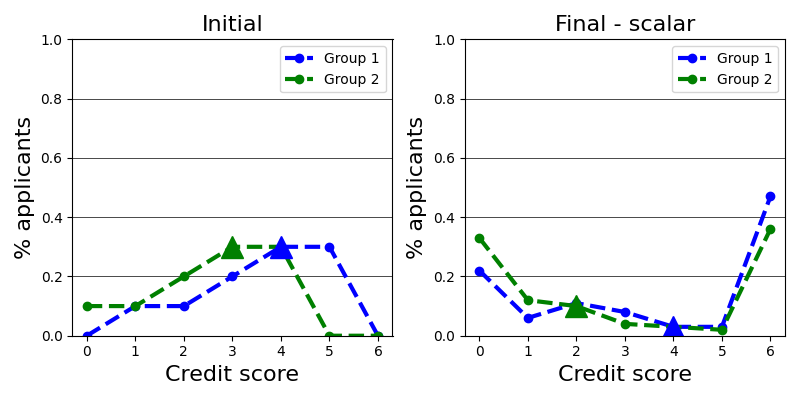 Initial
% applicants
1.0
0.8
0.6
0.4
0.2
0.0
Group 1
Group 2
0 1 2 3 4 5 6
Credit score
Final - scalar
% applicants
1.0
0.8
0.6
0.4
0.2
0.0
Group 1
Group 2
0 1 2 3 4 5 6
Credit score